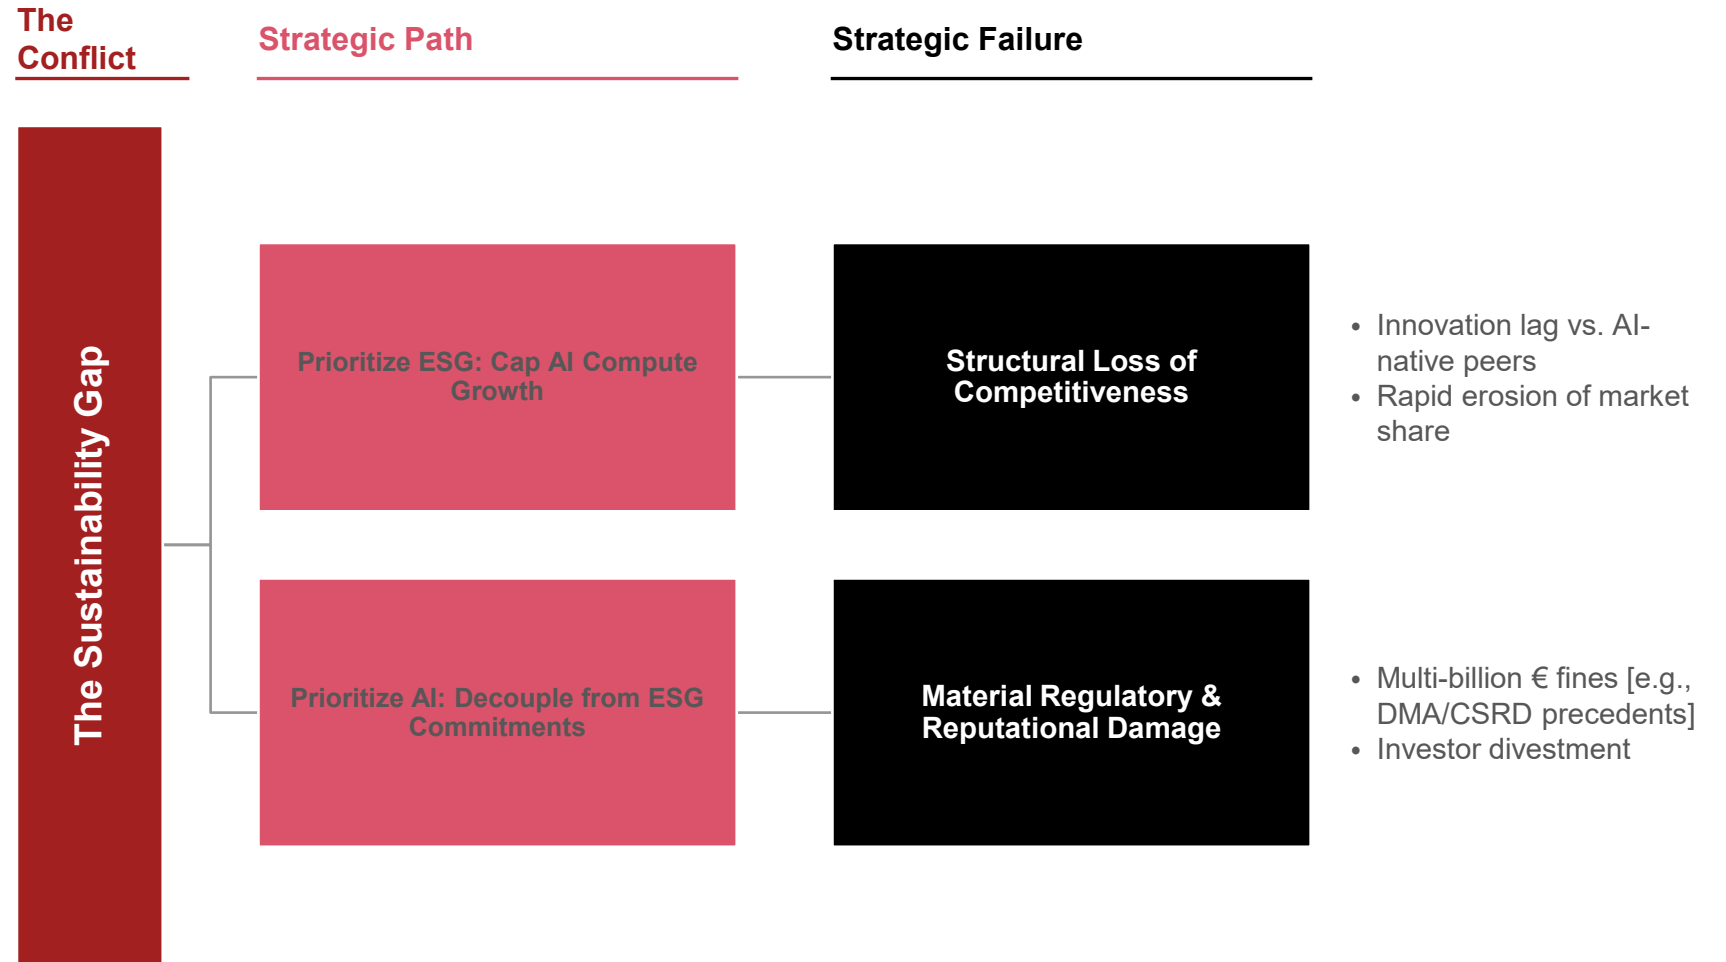 The
Conflict
Strategic Path
Strategic Failure
The Sustainability Gap
Prioritize ESG: Cap AI Compute
Growth
Structural Loss of
Competitiveness
• Innovation lag vs. AI-
native peers
• Rapid erosion of market
share
Prioritize AI: Decouple from ESG
Commitments
Material Regulatory &
Reputational Damage
• Multi-billion € fines [e.g.,
DMA/CSRD precedents]
• Investor divestment